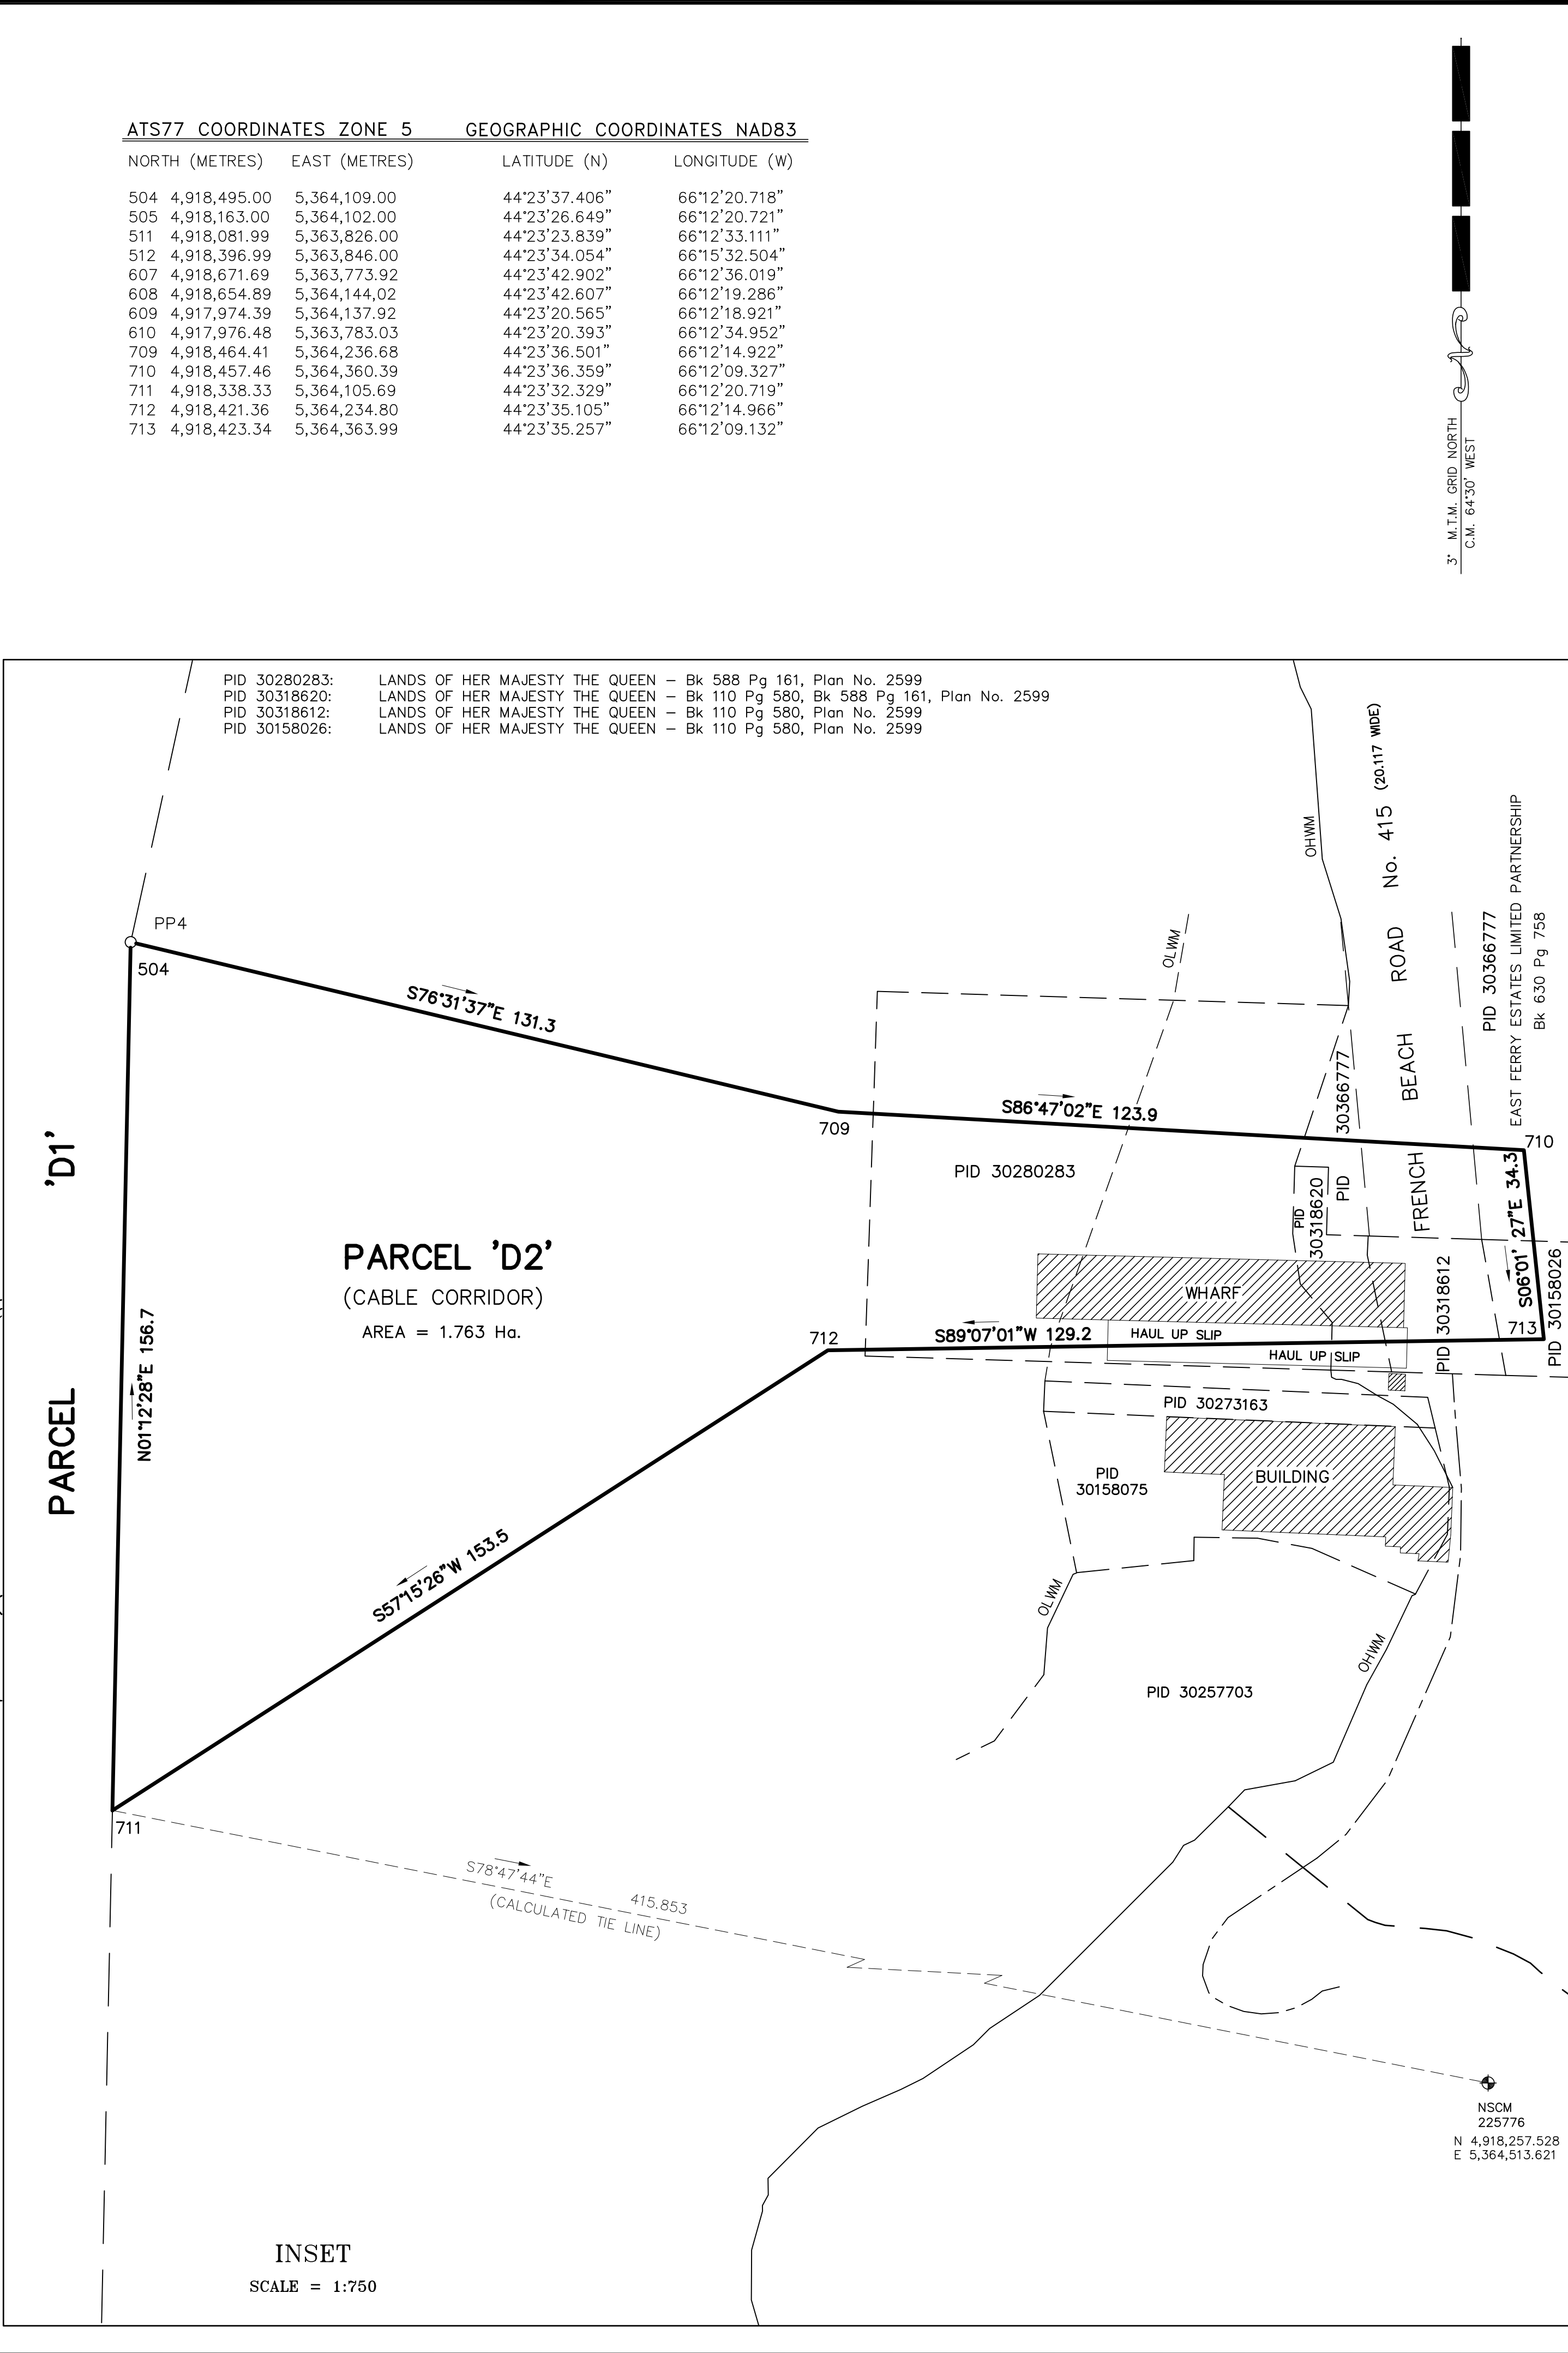 ATS77 COORDINATES ZONE 5 GEOGRAPHIC COORDINATES NAD83
NORTH (METRES) EAST (METRES) LATITUDE (N) LONGITUDE (W)
504 4,918,495.00 5,364,109.00 44°23'37.406" 66°12'20.718"
505 4,918,163.00 5,364,102.00 44°23'26.649" 66°12'20.721"
511 4,918,081.99 5,363,826.00 44°23'23.839" 66°12'33.111"
512 4,918,396.99 5,363,846.00 44°23'34.054" 66°15'32.504"
607 4,918,671.69 5,363,773.92 44°23'42.902" 66°12'36.019"
608 4,918,654.89 5,364,144,02 44°23'42.607" 66°12'19.286"
609 4,917,974.39 5,364,137.92 44°23'20.565" 66°12'18.921"
610 4,917,976.48 5,363,783.03 44°23'20.393" 66°12'34.952"
709 4,918,464.41 5,364,236.68 44°23'36.501" 66°12'14.922"
710 4,918,457.46 5,364,360.39 44°23'36.359" 66°12'09.327"
711 4,918,338.33 5,364,105.69 44°23'32.329" 66°12'20.719"
712 4,918,421.36 5,364,234.80 44°23'35.105" 66°12'14.966"
713 4,918,423.34 5,364,363.99 44°23'35.257" 66°12'09.132"
3° M.T.M. GRID NORTH
C.M. 64°30' WEST
PID 30280283: LANDS OF HER MAJESTY THE QUEEN – Bk 588 Pg 161, Plan No. 2599
PID 30318620: LANDS OF HER MAJESTY THE QUEEN – Bk 110 Pg 580, Bk 588 Pg 161, Plan No. 2599
PID 30318612: LANDS OF HER MAJESTY THE QUEEN – Bk 110 Pg 580, Plan No. 2599
PID 30158026: LANDS OF HER MAJESTY THE QUEEN – Bk 110 Pg 580, Plan No. 2599
PP4
504
S76°31'37"E 131.3
709
S86°47'02"E 123.9
710
OLWM
OHWM
FRENCH BEACH ROAD No. 415 (20.117 WIDE)
PID 30366777
EAST FERRY ESTATES LIMITED PARTNERSHIP
Bk 630 Pg 758
PID 30366777
PID 30280283
PID
30318620
S06°01'27"E 34.3
PARCEL 'D1'
PARCEL 'D2'
(CABLE CORRIDOR)
AREA = 1.763 Ha.
N01°12'28"E 156.7
WHARF
PID 30318612
PID 30158026
712
S89°07'01"W 129.2
HAUL UP SLIP
713
HAUL UP SLIP
PID 30273163
BUILDING
PID
30158075
S57°15'26"W 153.5
OLWM
OHWM
PID 30257703
711
S78°47'44"E 415.853
(CALCULATED TIE LINE)
NSCM
225776
N 4,918,257.528
E 5,364,513.621
INSET
SCALE = 1:750